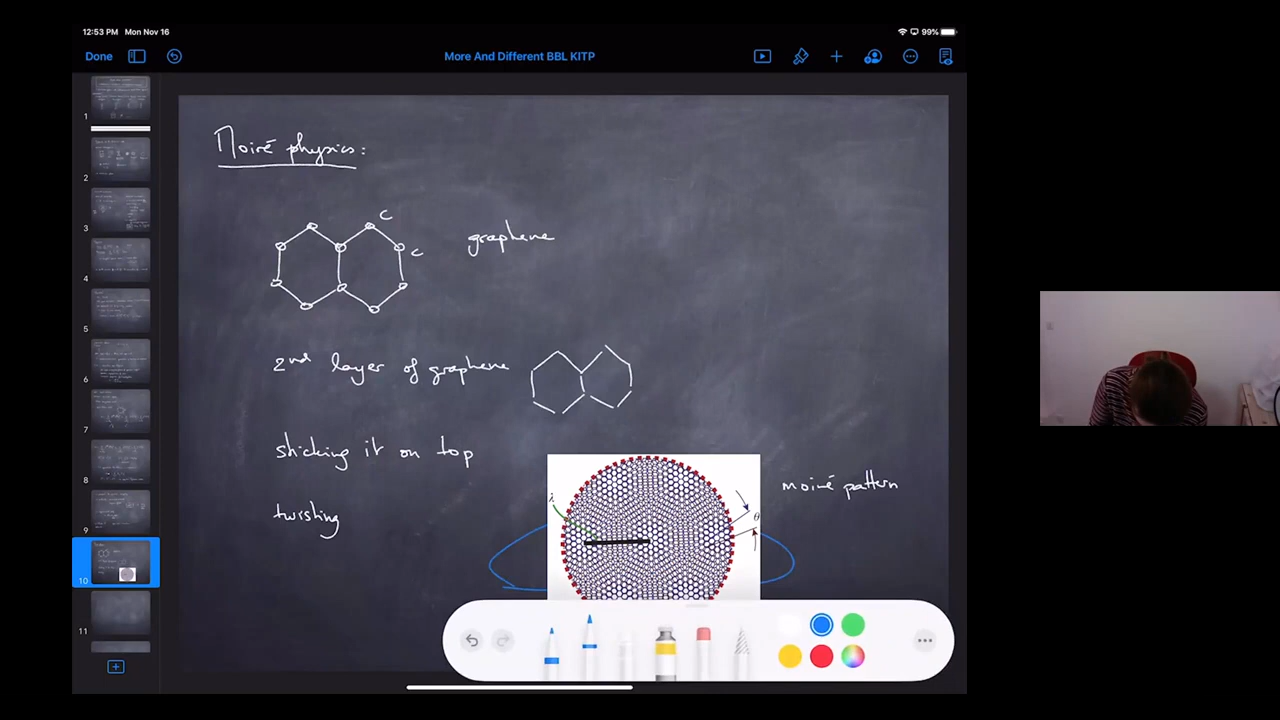 12:53 PM Mon Nov 16
99%
Done
More And Different BBL KITP
Moiré physics:
C
C
graphene
2nd layer of graphene
sticking it on top
twisting
moiré pattern
λ
θ
1
2
3
4
5
6
7
8
9
10
11